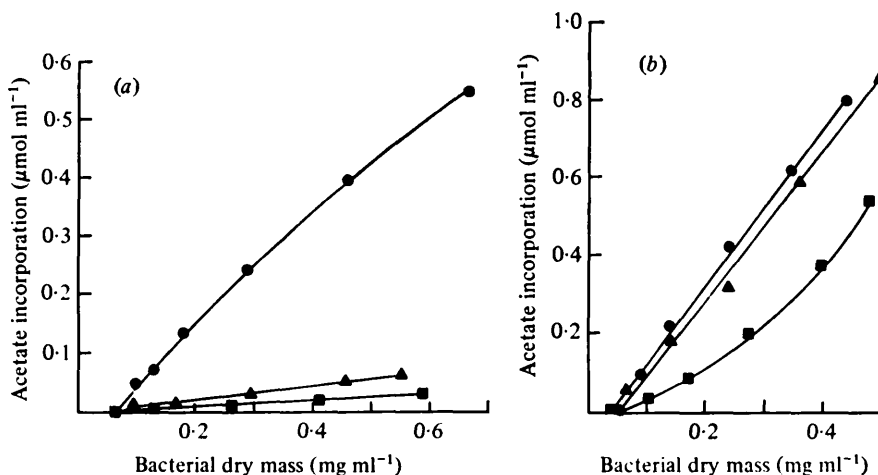 (a)
Acetate incorporation (μmol ml⁻¹)
0·6
0·5
0·4
0·3
0·2
0·1
0·2
0·4
0·6
Bacterial dry mass (mg ml⁻¹)
(b)
Acetate incorporation (μmol ml⁻¹)
1·0
0·8
0·6
0·4
0·2
0·2
0·4
Bacterial dry mass (mg ml⁻¹)